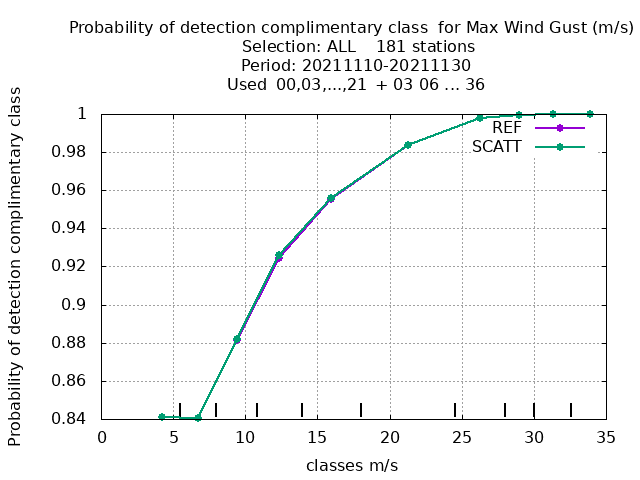 Probability of detection complimentary class  for Max Wind Gust (m/s)
Selection: ALL    181 stations
Period: 20211110-20211130
Used  00,03,...,21  + 03 06 ... 36
Probability of detection complimentary class
1
0.98
0.96
0.94
0.92
0.9
0.88
0.86
0.84
REF
SCATT
0 5 10 15 20 25 30 35
classes m/s